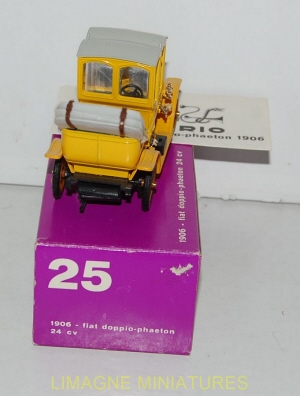 RIO
o-phaeton 1906
1906 - fiat doppio-phaeton 24 cv
25
1906 - fiat doppio-phaeton
24 cv
LIMAGNE MINIATURES